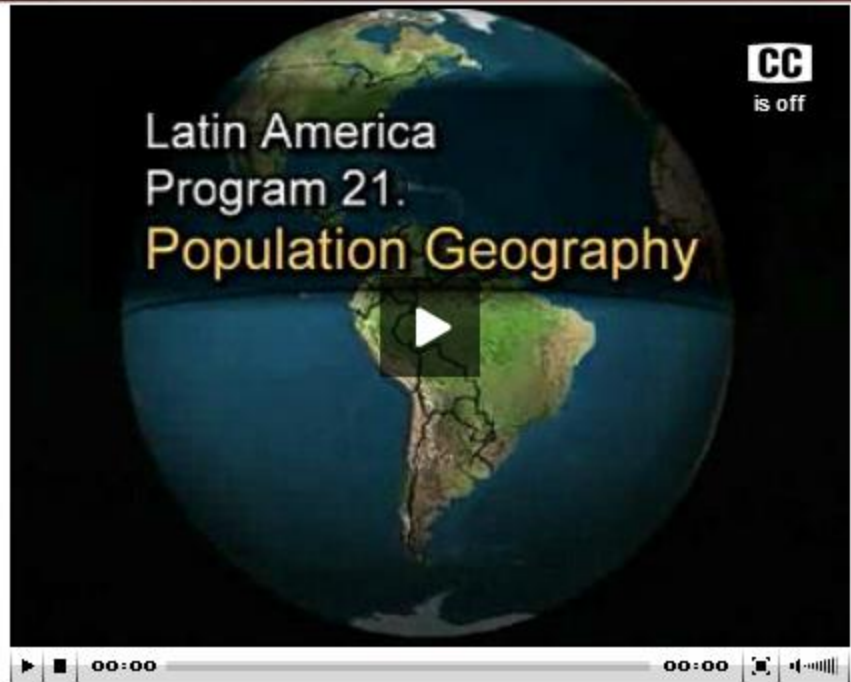 CC
is off
Latin America
Program 21.
Population Geography
00:00
00:00